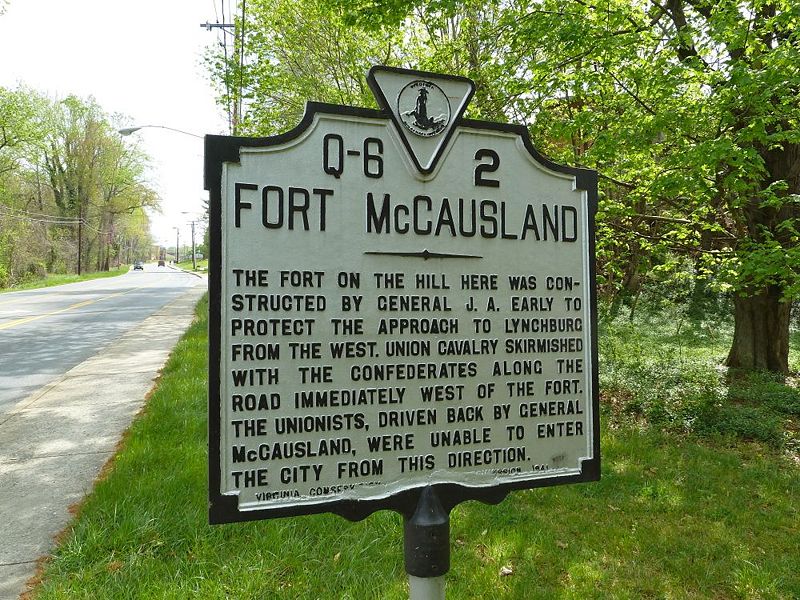 Q-6 2
FORT McCAUSLAND
THE FORT ON THE HILL HERE WAS CON-
STRUCTED BY GENERAL J. A. EARLY TO
PROTECT THE APPROACH TO LYNCHBURG
FROM THE WEST. UNION CAVALRY SKIRMISHED
WITH THE CONFEDERATES ALONG THE
ROAD IMMEDIATELY WEST OF THE FORT.
THE UNIONISTS, DRIVEN BACK BY GENERAL
McCAUSLAND, WERE UNABLE TO ENTER
THE CITY FROM THIS DIRECTION.
VIRGINIA 1941